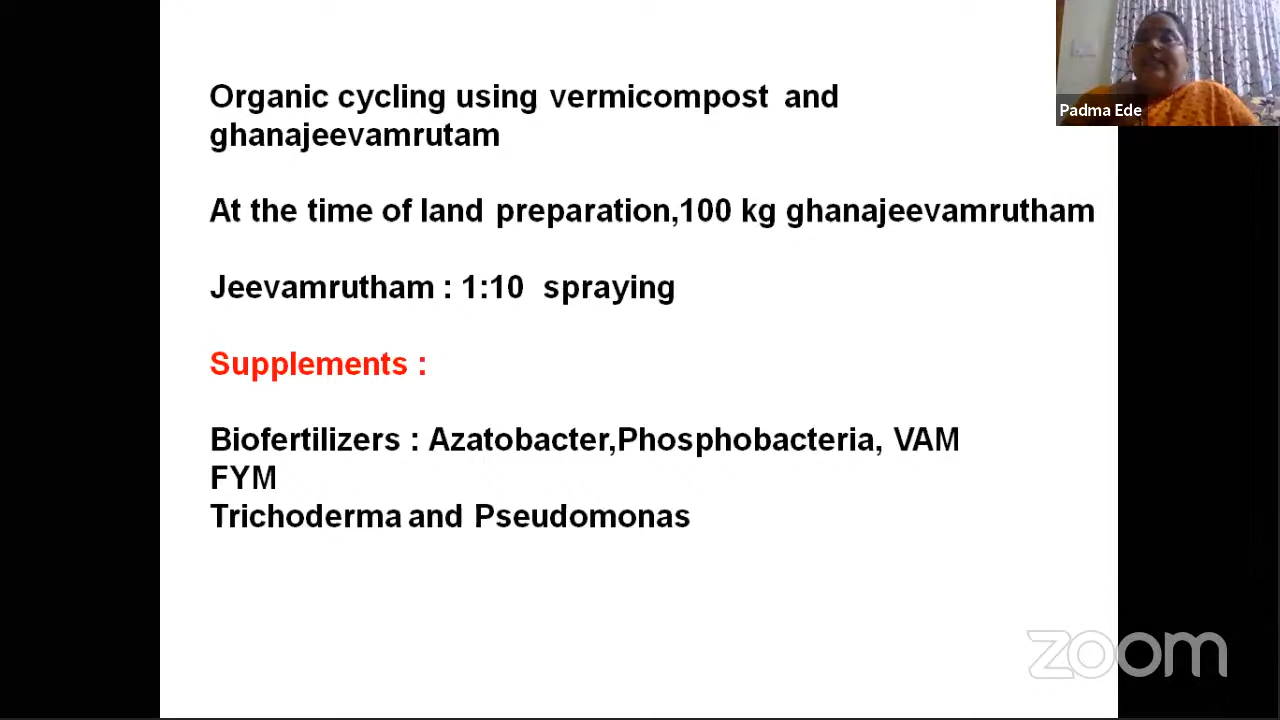 Organic cycling using vermicompost and
ghanajeevamrutam
At the time of land preparation,100 kg ghanajeevamrutham
Jeevamrutham : 1:10 spraying
Supplements :
Biofertilizers : Azatobacter,Phosphobacteria, VAM
FYM
Trichoderma and Pseudomonas
Padma Ede
zoom